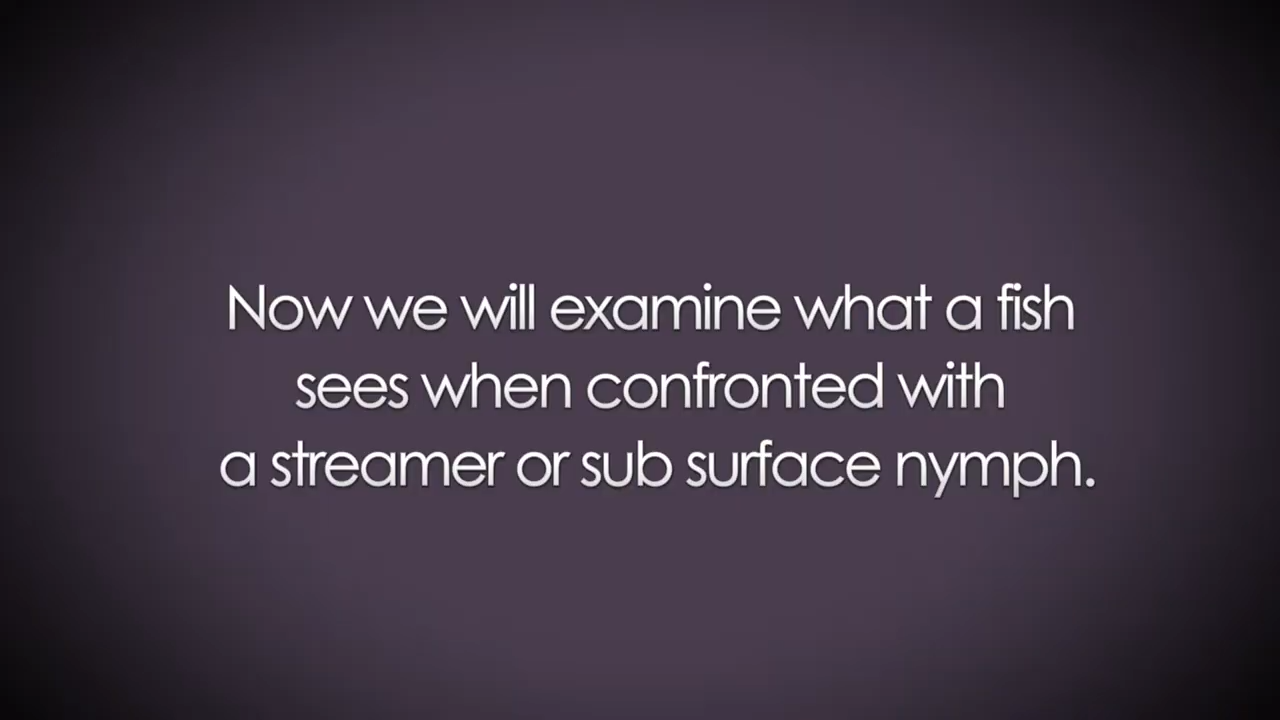 Now we will examine what a fish
sees when confronted with
a streamer or sub surface nymph.